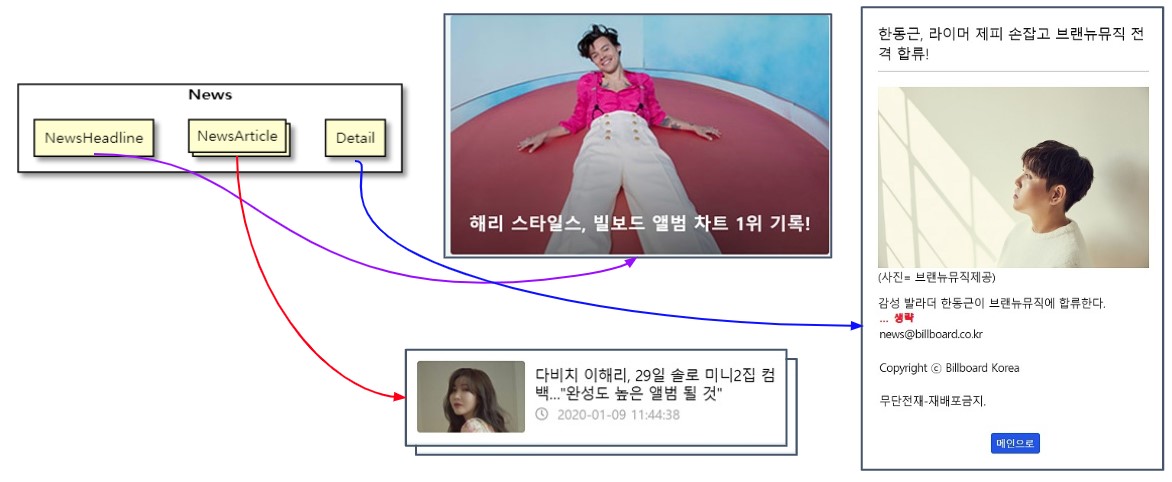 News
NewsHeadline
NewsArticle
Detail
해리 스타일스, 빌보드 앨범 차트 1위 기록!
다비치 이해리, 29일 솔로 미니2집 컴
백..."완성도 높은 앨범 될 것"
2020-01-09 11:44:38
한동근, 라이머 제피 손잡고 브랜뉴뮤직 전
격 합류!
(사진= 브랜뉴뮤직제공)
감성 발라더 한동근이 브랜뉴뮤직에 합류한다.
... 생략
news@billboard.co.kr
Copyright ⓒ Billboard Korea
무단전재-재배포금지.
메인으로